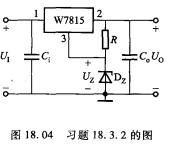 1 W7815 2
+ 3 R +
U_I C_i + C_o U_O
U_Z D_Z
− − −
图 18.04 习题 18.3.2 的图